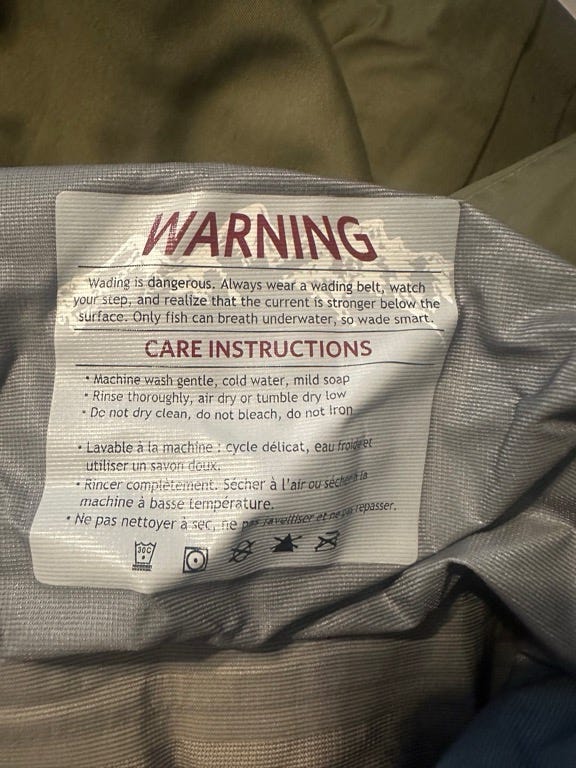 WARNING
Wading is dangerous. Always wear a wading belt, watch
your step, and realize that the current is stronger below the
surface. Only fish can breath underwater, so wade smart.
CARE INSTRUCTIONS
• Machine wash gentle, cold water, mild soap
• Rinse thoroughly, air dry or tumble dry low
• Do not dry clean, do not bleach, do not iron
• Lavable à la machine : cycle délicat, eau froide et
utiliser un savon doux.
• Rincer complètement. Sécher à l'air ou sécher à la
machine à basse température.
• Ne pas nettoyer à sec, ne pas javelliser et ne pas repasser.
30C